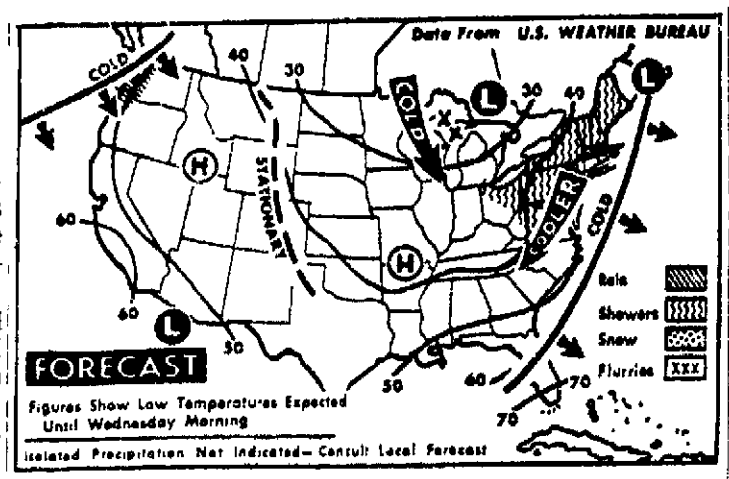 Data From U.S. WEATHER BUREAU
COLD
40
30
COLD
L
30
40
L
H
STATIONARY
COOLER
COLD
60
H
60
L
50
Rain
Showers
Snow
Flurries XXX
FORECAST
50
60
70
70
Figures Show Low Temperatures Expected
Until Wednesday Morning
Isolated Precipitation Not Indicated—Consult Local Forecast